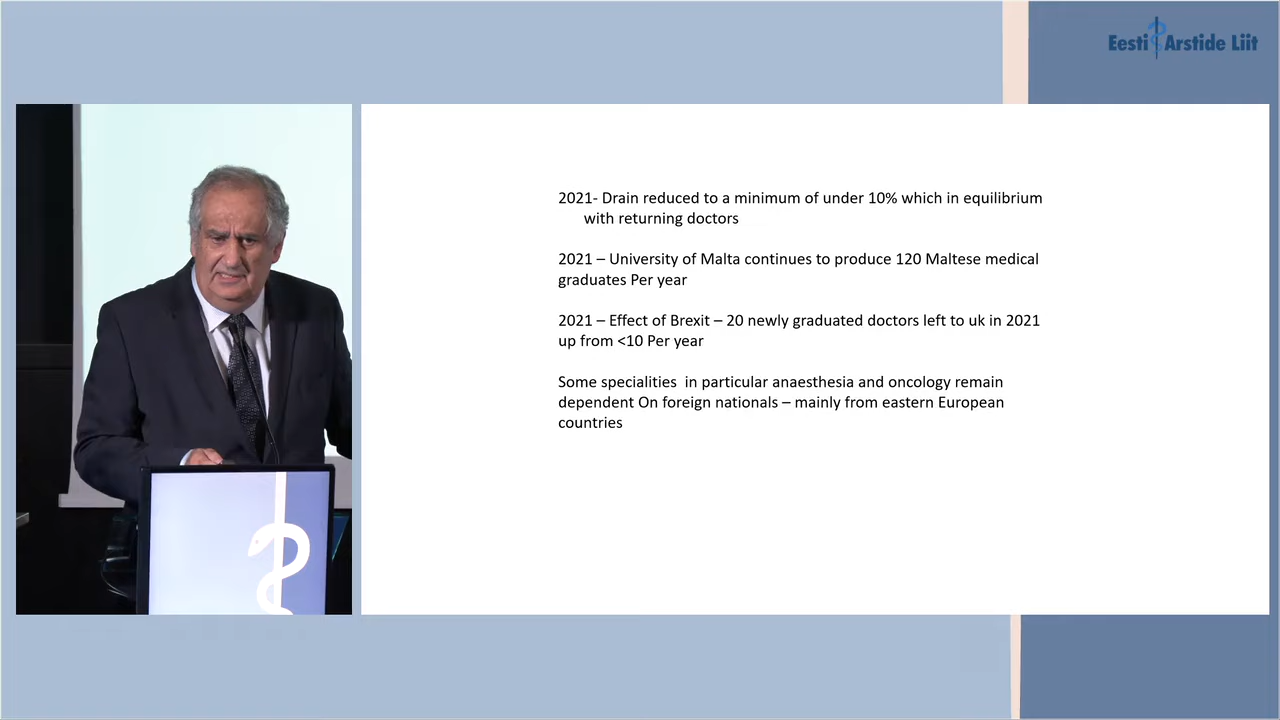 Eesti Arstide Liit
2021- Drain reduced to a minimum of under 10% which in equilibrium
with returning doctors
2021 – University of Malta continues to produce 120 Maltese medical
graduates Per year
2021 – Effect of Brexit – 20 newly graduated doctors left to uk in 2021
up from <10 Per year
Some specialities  in particular anaesthesia and oncology remain
dependent On foreign nationals – mainly from eastern European
countries